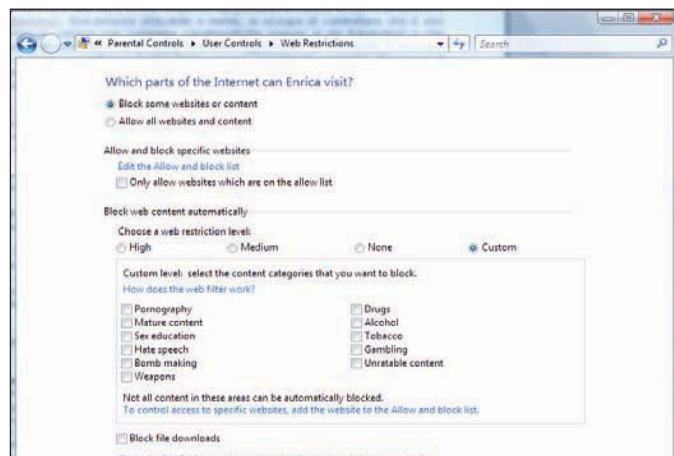 « Parental Controls ▸ User Controls ▸ Web Restrictions
Search
Which parts of the Internet can Enrica visit?
Block some websites or content
Allow all websites and content
Allow and block specific websites
Edit the Allow and block list
Only allow websites which are on the allow list
Block web content automatically
Choose a web restriction level:
High Medium None Custom
Custom level: select the content categories that you want to block.
How does the web filter work?
Pornography Drugs
Mature content Alcohol
Sex education Tobacco
Hate speech Gambling
Bomb making Unratable content
Weapons
Not all content in these areas can be automatically blocked.
To control access to specific websites, add the website to the Allow and block list.
Block file downloads